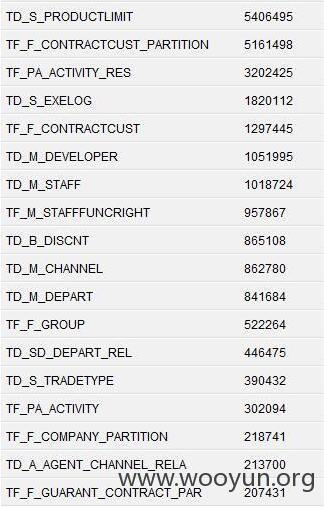 TD_S_PRODUCTLIMIT 5406495
TF_F_CONTRACTCUST_PARTITION 5161498
TF_PA_ACTIVITY_RES 3202425
TD_S_EXELOG 1820112
TF_F_CONTRACTCUST 1297445
TD_M_DEVELOPER 1051995
TD_M_STAFF 1018724
TF_M_STAFFFUNCRIGHT 957867
TD_B_DISCNT 865108
TD_M_CHANNEL 862780
TD_M_DEPART 841684
TF_F_GROUP 522264
TD_SD_DEPART_REL 446475
TD_S_TRADETYPE 390432
TF_PA_ACTIVITY 302094
TF_F_COMPANY_PARTITION 218741
TD_A_AGENT_CHANNEL_RELA 213700
TF_F_GUARANT_CONTRACT_PAR 207431
www.wooyun.org